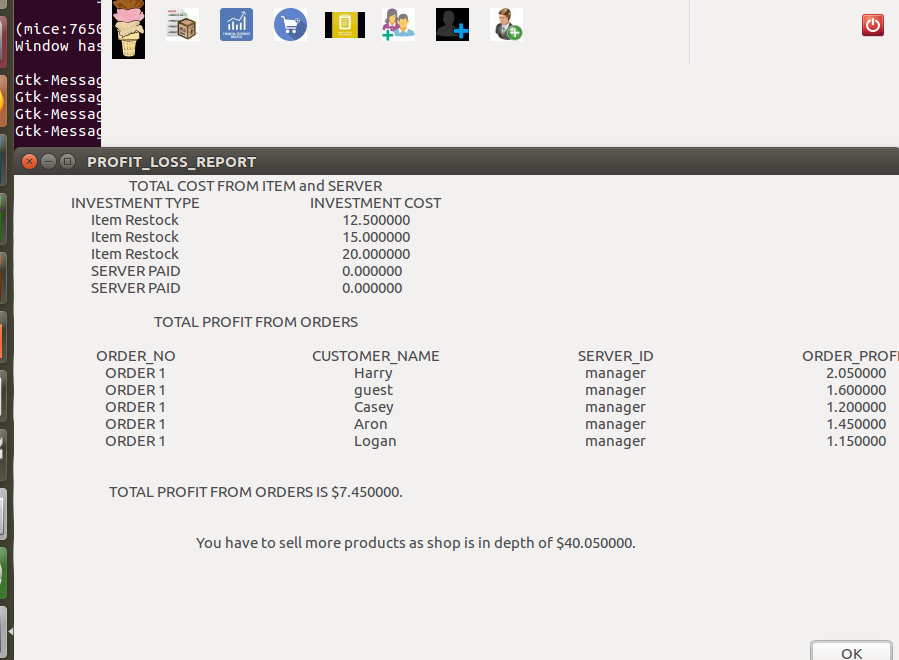 (mice:7650
Window has
Gtk-Messag
Gtk-Messag
Gtk-Messag
Gtk-Messag
PROFIT_LOSS_REPORT
TOTAL COST FROM ITEM and SERVER
INVESTMENT TYPE INVESTMENT COST
Item Restock 12.500000
Item Restock 15.000000
Item Restock 20.000000
SERVER PAID 0.000000
SERVER PAID 0.000000
TOTAL PROFIT FROM ORDERS
ORDER_NO CUSTOMER_NAME SERVER_ID ORDER_PROFI
ORDER 1 Harry manager 2.050000
ORDER 1 guest manager 1.600000
ORDER 1 Casey manager 1.200000
ORDER 1 Aron manager 1.450000
ORDER 1 Logan manager 1.150000
TOTAL PROFIT FROM ORDERS IS $7.450000.
You have to sell more products as shop is in depth of $40.050000.
OK